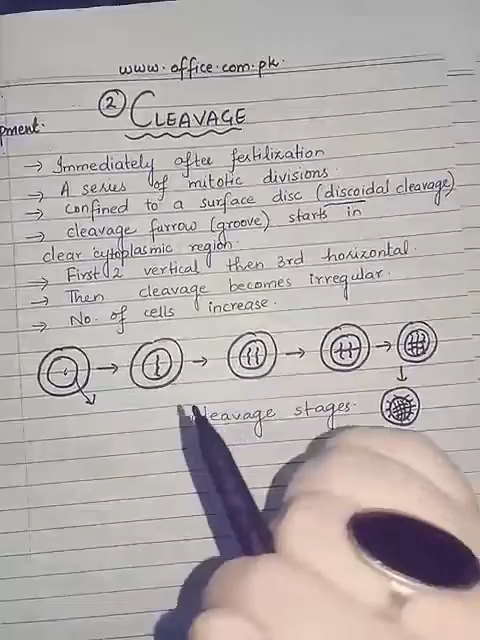 www.office.com.pk.
pment.
② CLEAVAGE
→ Immediately after fertilization
→ A series of mitotic divisions.
→ confined to a surface disc (discoidal cleavage)
→ cleavage furrow (groove) starts in
clear cytoplasmic region.
→ First 2 vertical then 3rd horizontal.
→ Then cleavage becomes irregular.
→ No. of cells increase.
cleavage stages.